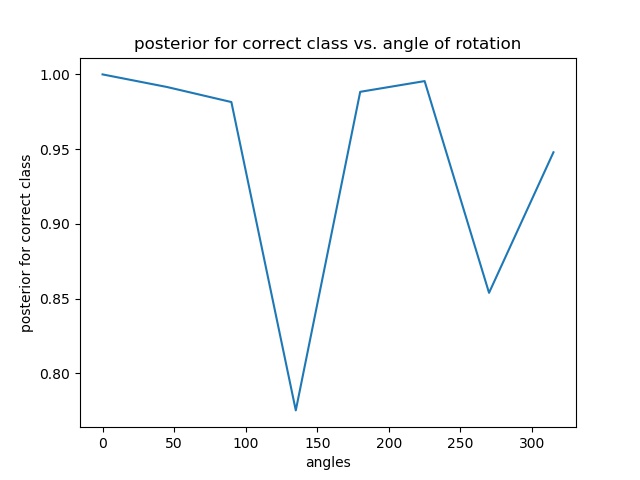 posterior for correct class vs. angle of rotation
1.00
0.95
0.90
0.85
0.80
posterior for correct class
0 50 100 150 200 250 300
angles